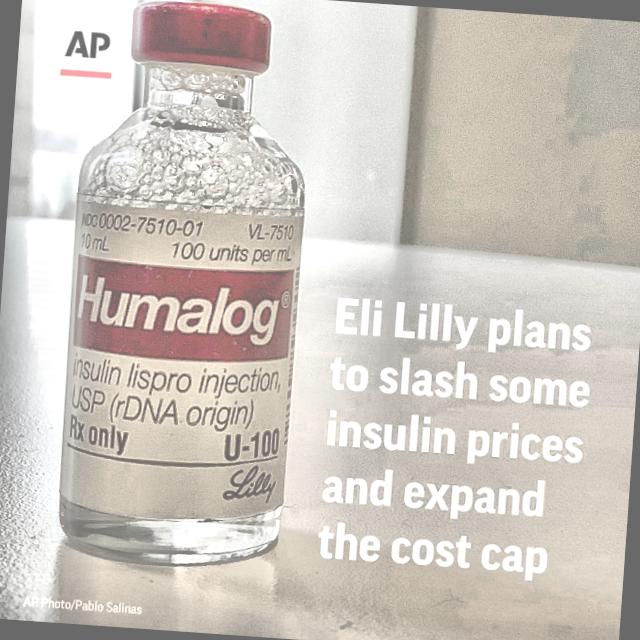 AP
NDC 0002-7510-01 VL-7510
10 mL 100 units per mL
Humalog®
insulin lispro injection,
USP (rDNA origin)
Rx only U-100
Lilly
Eli Lilly plans
to slash some
insulin prices
and expand
the cost cap
AP Photo/Pablo Salinas